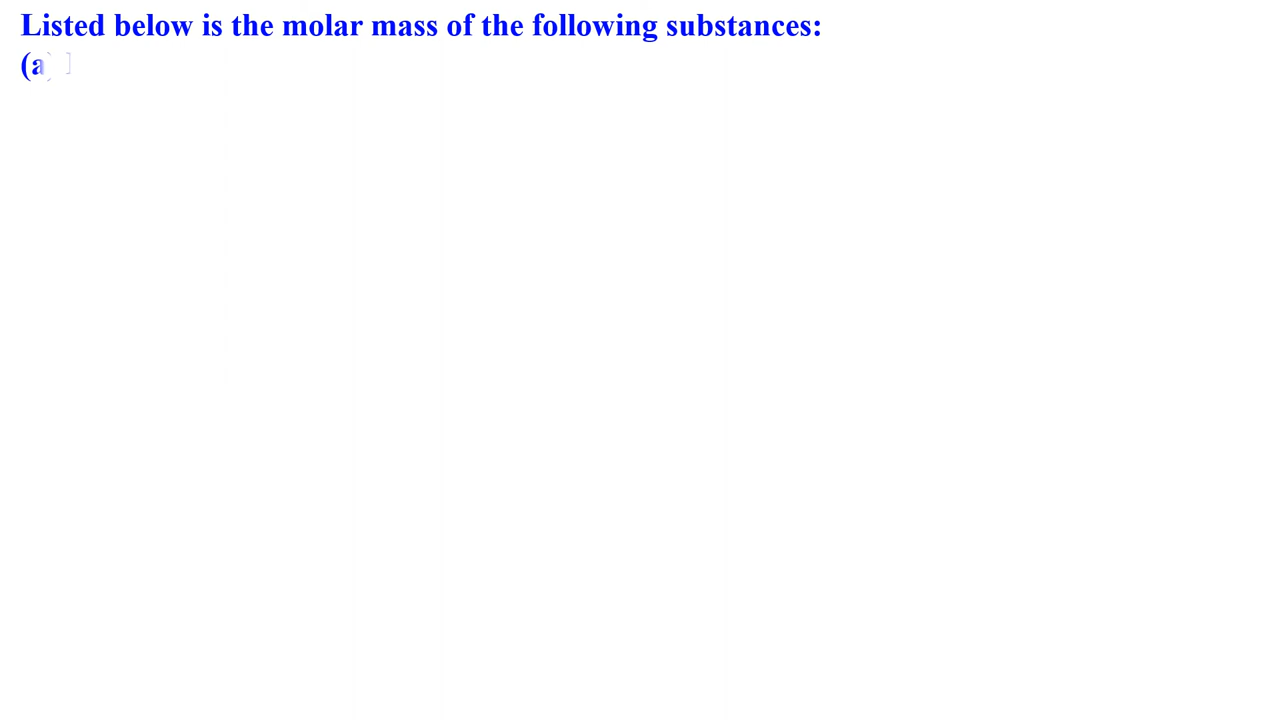 Listed below is the molar mass of the following substances:
(a)